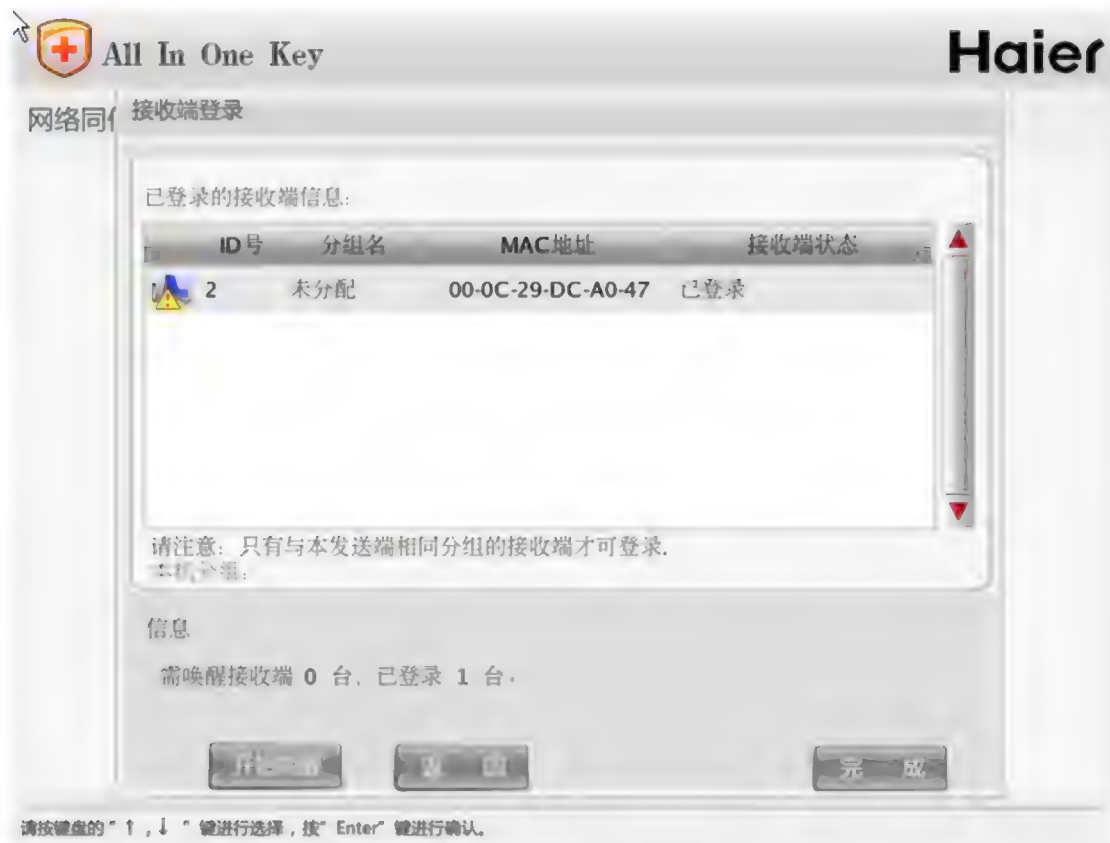 All In One Key
Haier
网络同
接收端登录
已登录的接收端信息:
ID号 分组名 MAC地址 接收端状态
2 未分配 00-0C-29-DC-A0-47 已登录
请注意: 只有与本发送端相同分组的接收端才可登录.
本机分组:
信息
需唤醒接收端 0 台, 已登录 1 台.
完 成
请按键盘的"↑,↓ "键进行选择,按"Enter"键进行确认。